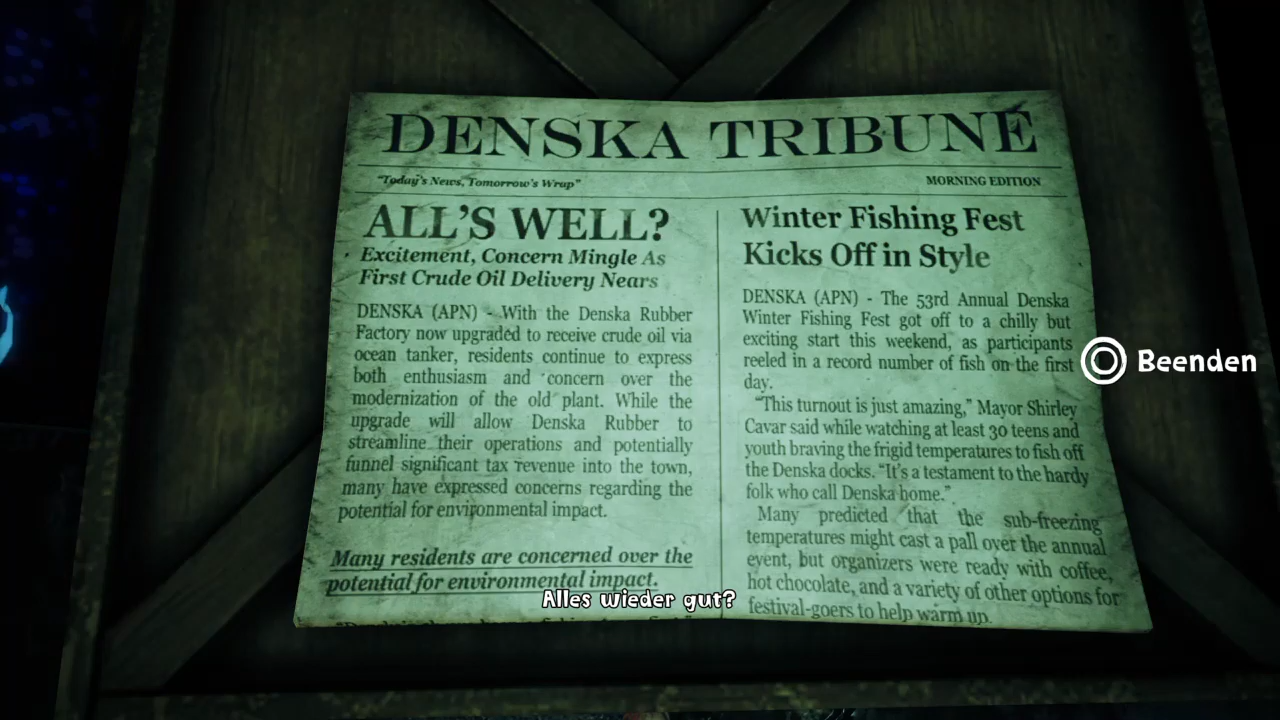 DENSKA TRIBUNE
"Today's News, Tomorrow's Wrap"
MORNING EDITION
ALL'S WELL?
Excitement, Concern Mingle As
First Crude Oil Delivery Nears
DENSKA (APN) - With the Denska Rubber
Factory now upgraded to receive crude oil via
ocean tanker, residents continue to express
both enthusiasm and concern over the
modernization of the old plant. While the
upgrade will allow Denska Rubber to
streamline their operations and potentially
funnel significant tax revenue into the town,
many have expressed concerns regarding the
potential for environmental impact.
Many residents are concerned over the
potential for environmental impact.
Winter Fishing Fest
Kicks Off in Style
DENSKA (APN) - The 53rd Annual Denska
Winter Fishing Fest got off to a chilly but
exciting start this weekend, as participants
reeled in a record number of fish on the first
day.
"This turnout is just amazing," Mayor Shirley
Cavar said while watching at least 30 teens and
youth braving the frigid temperatures to fish off
the Denska docks. "It's a testament to the hardy
folk who call Denska home."
Many predicted that the sub-freezing
temperatures might cast a pall over the annual
event, but organizers were ready with coffee,
hot chocolate, and a variety of other options for
festival-goers to help warm up.
Beenden
Alles wieder gut?